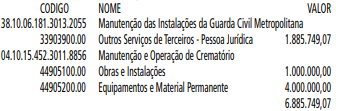 CODIGO NOME VALOR
38.10.06.181.3013.2055 Manutenção das Instalações da Guarda Civil Metropolitana
33903900.00 Outros Serviços de Terceiros - Pessoa Jurídica 1.885.749,07
04.10.15.452.3011.8856 Manutenção e Operação de Crematório
44905100.00 Obras e Instalações 1.000.000,00
44905200.00 Equipamentos e Material Permanente 4.000.000,00
6.885.749,07